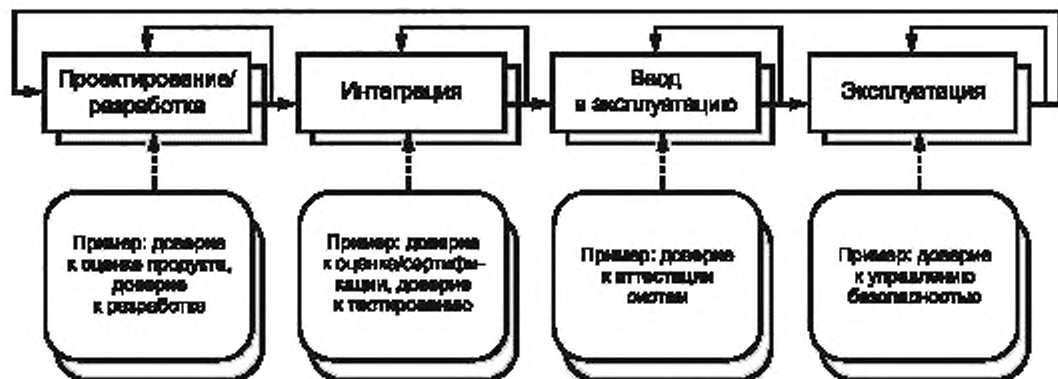 Проектирование/
разработка
Интеграция
Ввод
в эксплуатацию
Эксплуатация
Пример: доверие
к оценке продукта,
доверие
к разработке
Пример: доверие
к оценке/сертифи-
кации, доверие
к тестированию
Пример: доверие
к аттестации
систем
Пример: доверие
к управлению
безопасностью